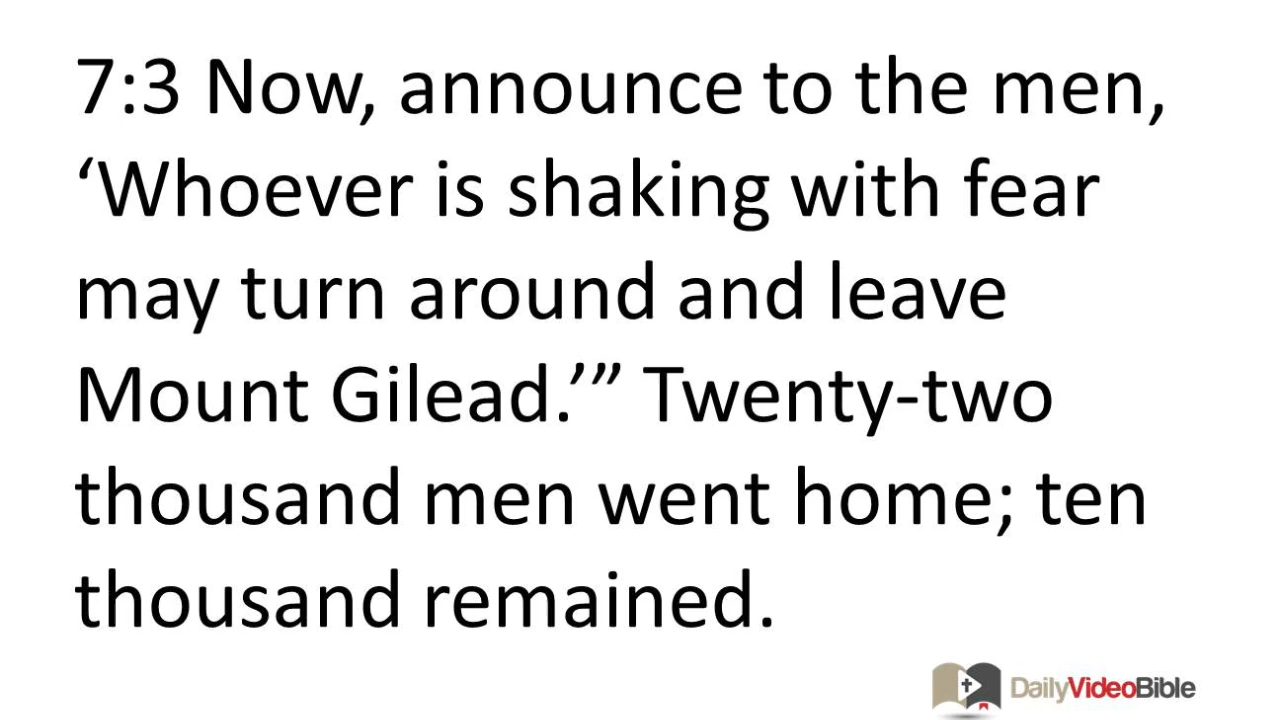 7:3 Now, announce to the men,
‘Whoever is shaking with fear
may turn around and leave
Mount Gilead.’” Twenty-two
thousand men went home; ten
thousand remained.
DailyVideoBible